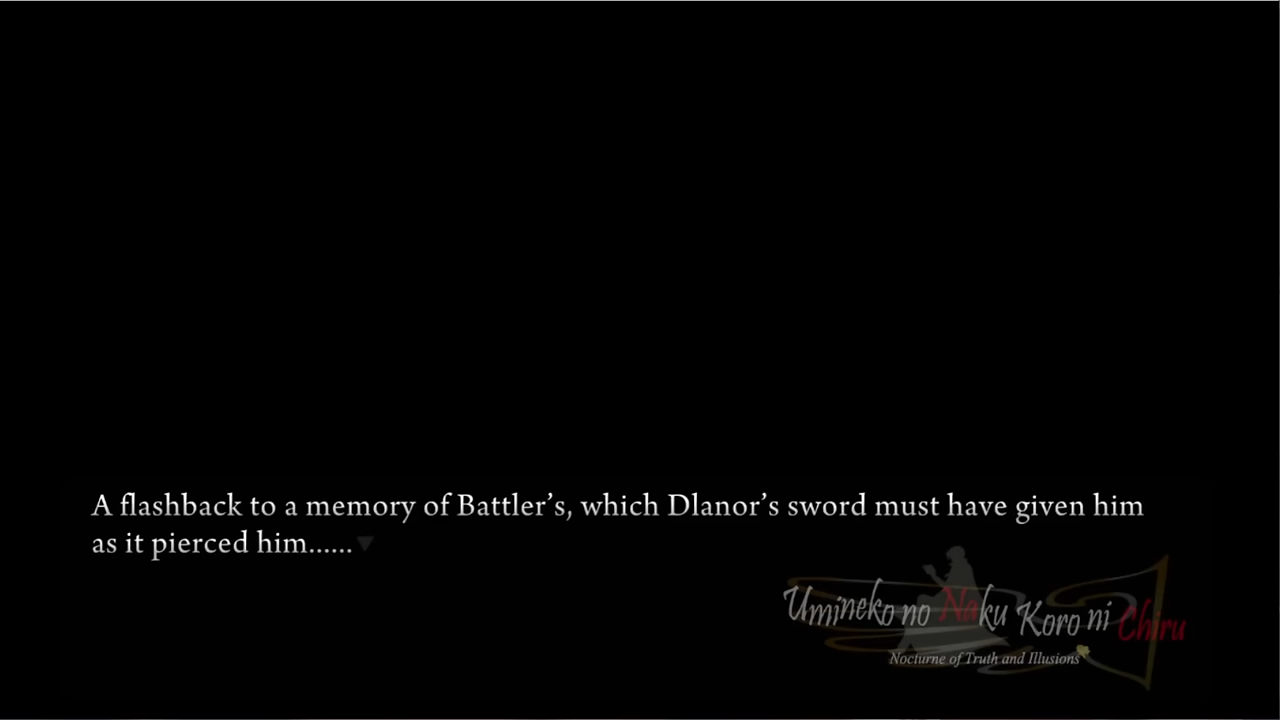 A flashback to a memory of Battler’s, which Dlanor’s sword must have given him
as it pierced him......
Umineko no Naku Koro ni Chiru
Nocturne of Truth and Illusions